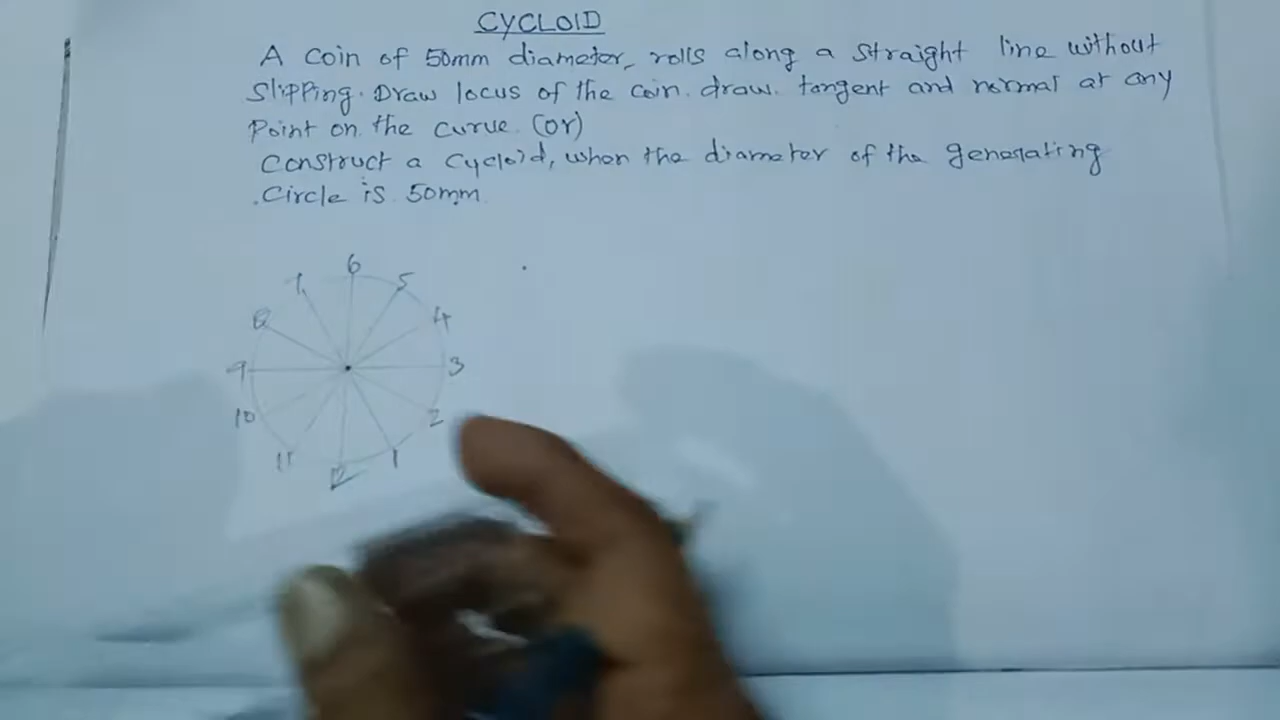 CYCLOID
A coin of 50mm diameter, rolls along a straight line without
slipping. Draw locus of the coin. draw. tangent and normal at any
Point on the curve. (or)
Construct a cycloid, when the diameter of the generating
Circle is 50mm.
6
7 5
8 4
9 3
10 2
11 1
12